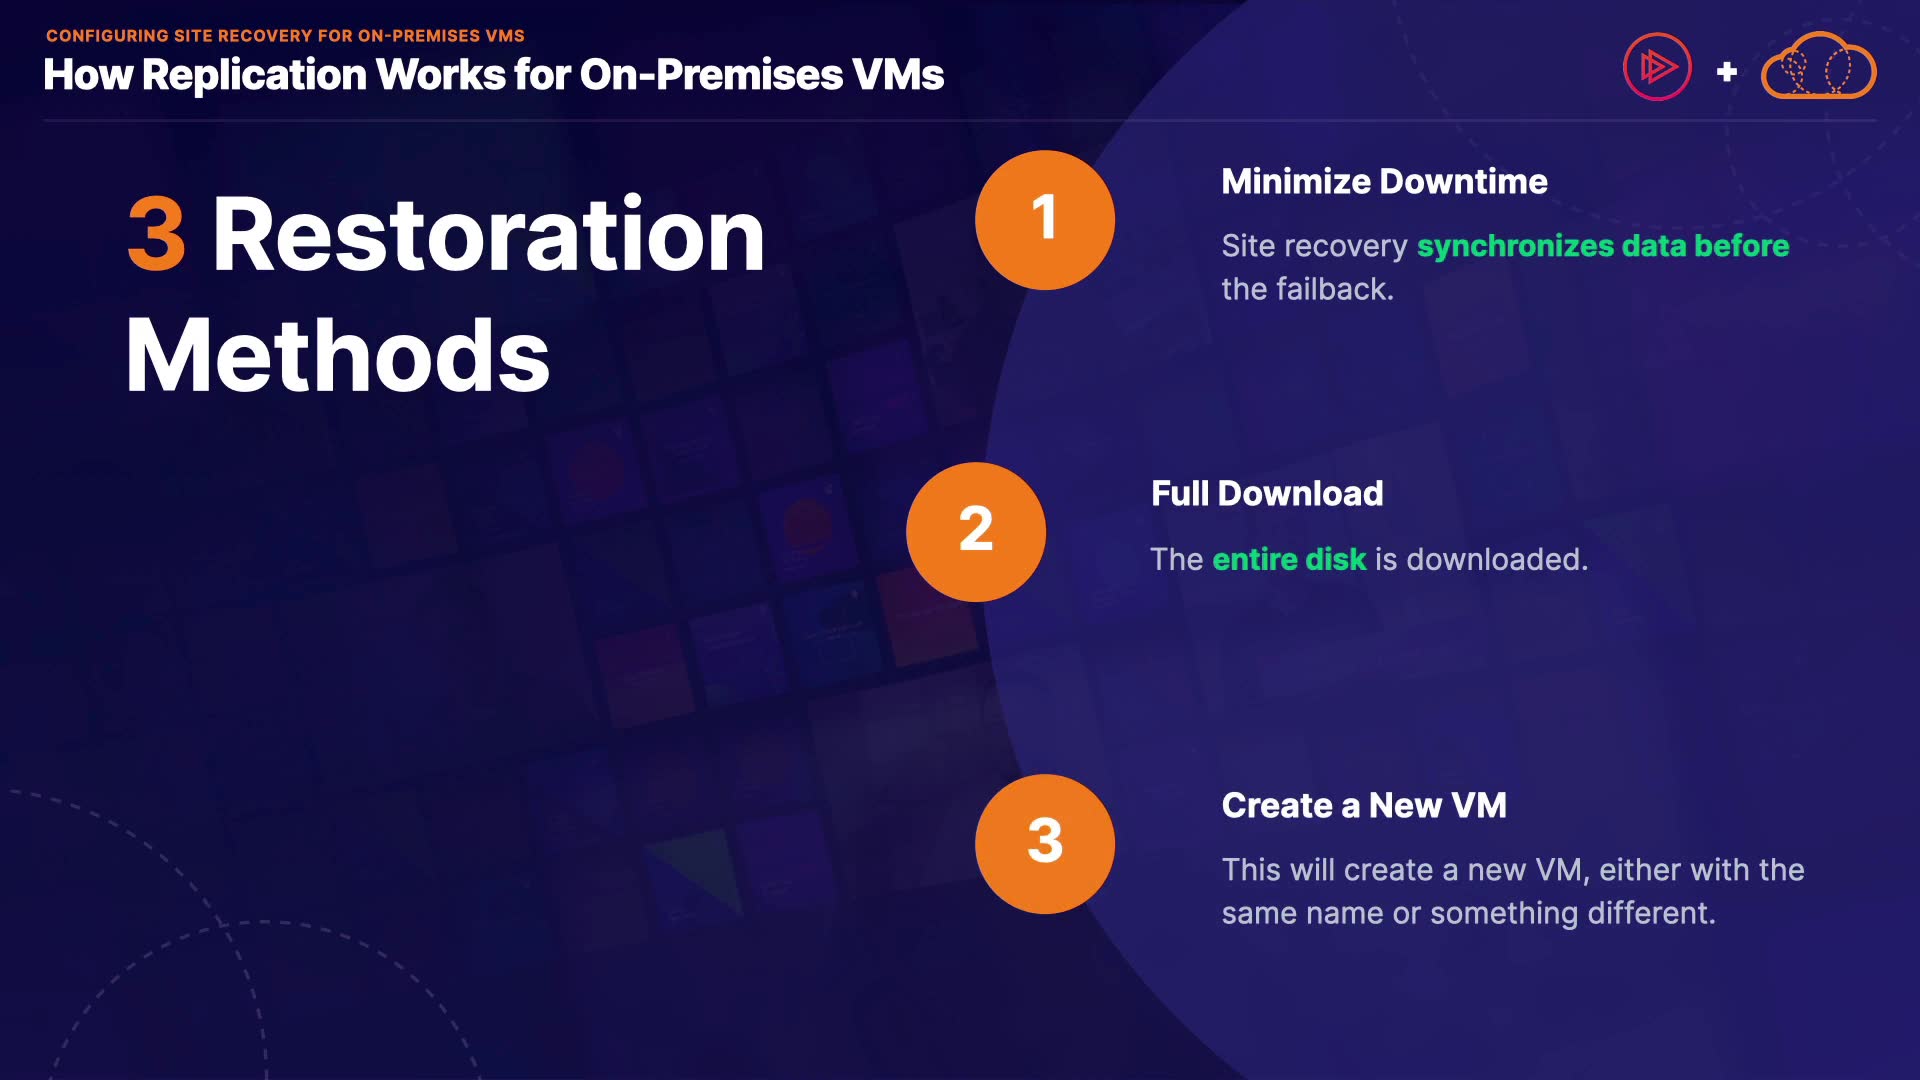 CONFIGURING SITE RECOVERY FOR ON-PREMISES VMS
How Replication Works for On-Premises VMs
3 Restoration
Methods
1
Minimize Downtime
Site recovery synchronizes data before
the failback.
2
Full Download
The entire disk is downloaded.
3
Create a New VM
This will create a new VM, either with the
same name or something different.